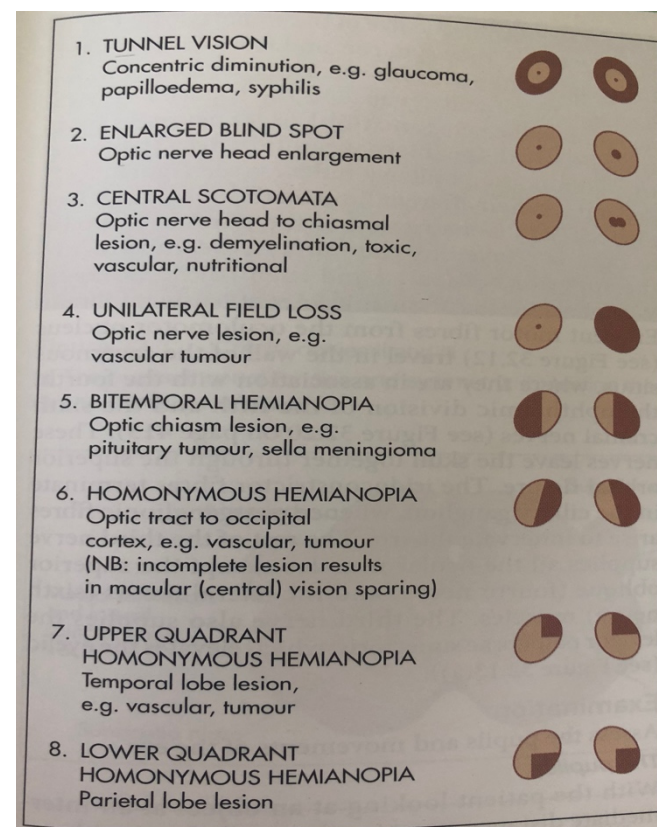 1. TUNNEL VISION
Concentric diminution, e.g. glaucoma,
papilloedema, syphilis
2. ENLARGED BLIND SPOT
Optic nerve head enlargement
3. CENTRAL SCOTOMATA
Optic nerve head to chiasmal
lesion, e.g. demyelination, toxic,
vascular, nutritional
4. UNILATERAL FIELD LOSS
Optic nerve lesion, e.g.
vascular tumour
5. BITEMPORAL HEMIANOPIA
Optic chiasm lesion, e.g.
pituitary tumour, sella meningioma
6. HOMONYMOUS HEMIANOPIA
Optic tract to occipital
cortex, e.g. vascular, tumour
(NB: incomplete lesion results
in macular (central) vision sparing)
7. UPPER QUADRANT
HOMONYMOUS HEMIANOPIA
Temporal lobe lesion,
e.g. vascular, tumour
8. LOWER QUADRANT
HOMONYMOUS HEMIANOPIA
Parietal lobe lesion